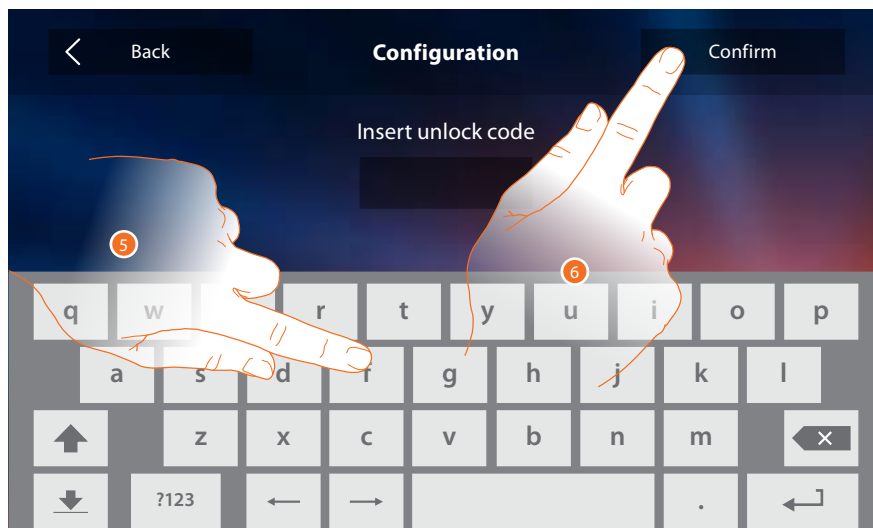 Back Configuration Confirm
Insert unlock code
5
6
q w r t y u i o p
a s d f g h j k l
z x c v b n m
?123 .